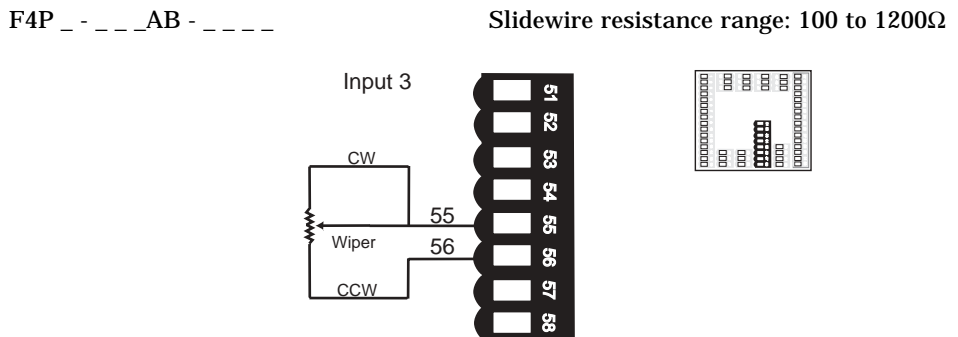 F4P _ - _ _ _AB - _ _ _ _
Slidewire resistance range: 100 to 1200Ω
Input 3
51
52
53
54
55
56
57
58
CW
55
Wiper
56
CCW